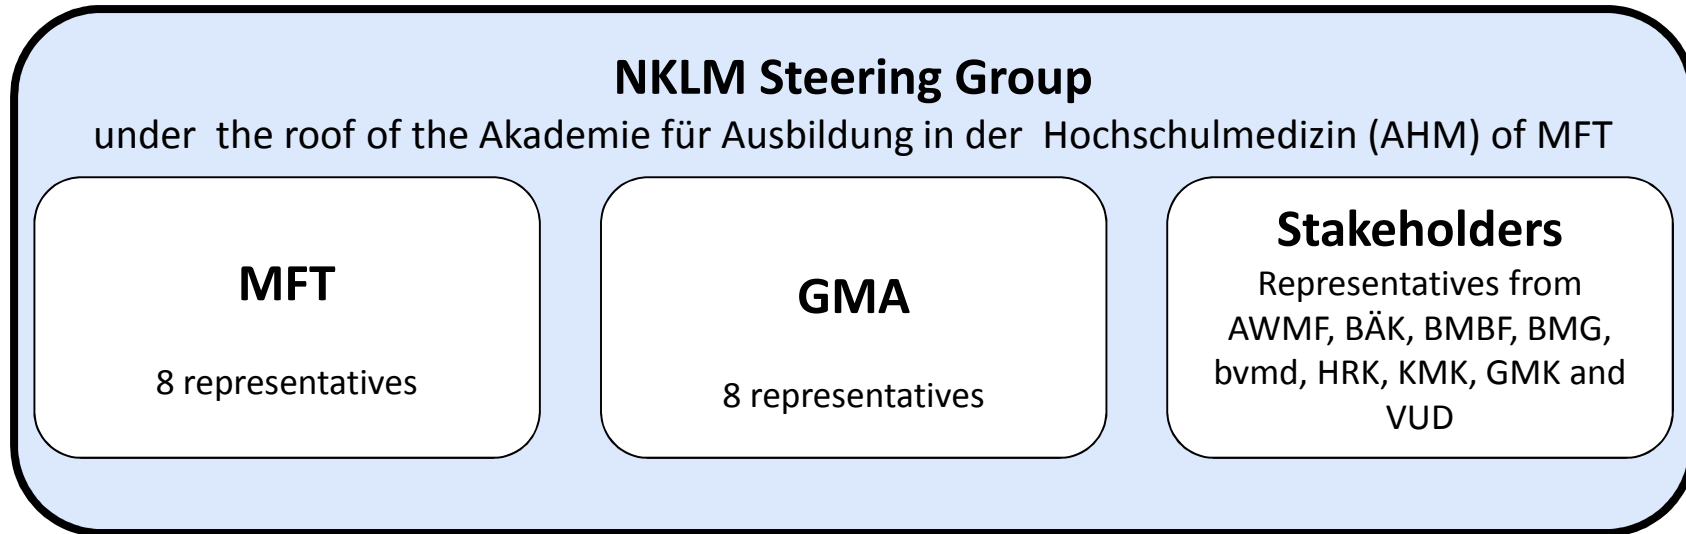 NKLM Steering Group
under the roof of the Akademie für Ausbildung in der Hochschulmedizin (AHM) of MFT
MFT
8 representatives
GMA
8 representatives
Stakeholders
Representatives from
AWMF, BÄK, BMBF, BMG,
bvmd, HRK, KMK, GMK and
VUD